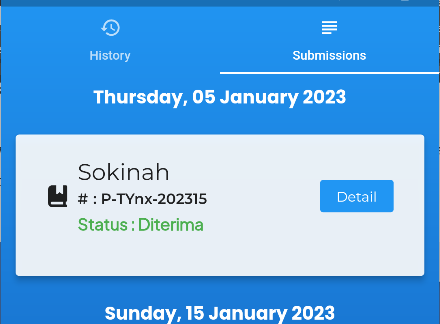 History
Submissions
Thursday, 05 January 2023
Sokinah
# : P-TYnx-202315
Detail
Status : Diterima
Sunday, 15 January 2023